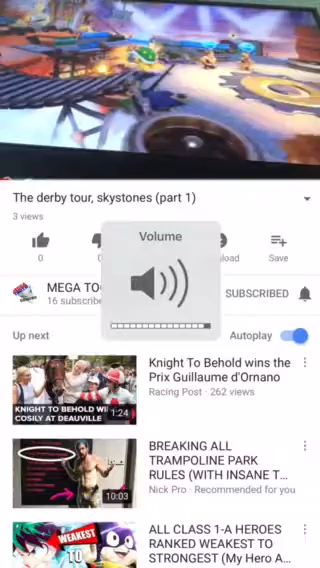 The derby tour, skystones (part 1)
3 views
Volume
0
0
Save
MEGA TO
16 subscribe
SUBSCRIBED
Up next
Autoplay
KNIGHT TO BEHOLD WI
COSILY AT DEAUVILLE
1:24
Knight To Behold wins the
Prix Guillaume d'Ornano
Racing Post · 262 views
10:03
BREAKING ALL
TRAMPOLINE PARK
RULES (WITH INSANE T...
Nick Pro · Recommended for you
WEAKEST
TO
ALL CLASS 1-A HEROES
RANKED WEAKEST TO
STRONGEST (My Hero A...